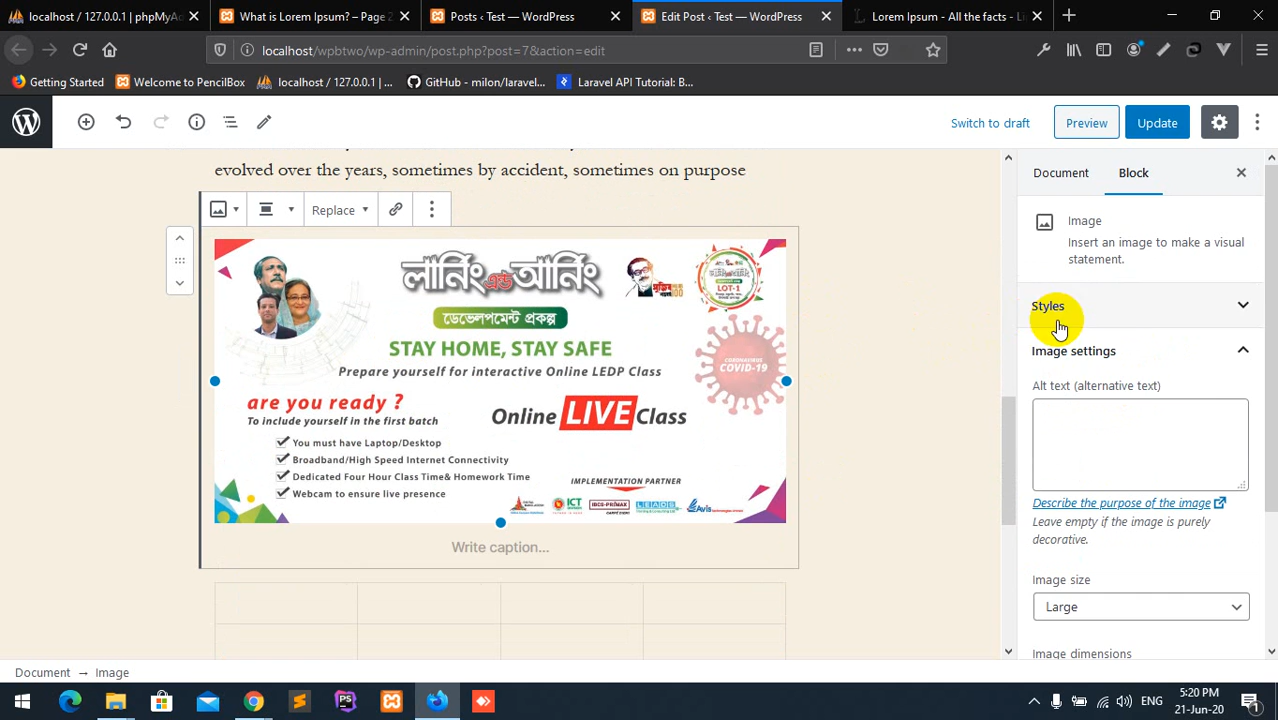 localhost / 127.0.0.1 | phpMyAd
What is Lorem Ipsum? – Page 2
Posts ‹ Test — WordPress
Edit Post ‹ Test — WordPress
Lorem Ipsum - All the facts - Li
localhost/wpbtwo/wp-admin/post.php?post=7&action=edit
Getting Started
Welcome to PencilBox
localhost / 127.0.0.1 | ...
GitHub - milon/laravel...
Laravel API Tutorial: B...
Switch to draft
Preview
Update
evolved over the years, sometimes by accident, sometimes on purpose
Document
Block
Replace
Image
Insert an image to make a visual
statement.
Styles
Image settings
Alt text (alternative text)
Describe the purpose of the image
Leave empty if the image is purely
decorative.
Image size
Large
Image dimensions
লার্নিং এন্ড আর্নিং
ডেভেলপমেন্ট প্রকল্প
LOT-1
100
STAY HOME, STAY SAFE
Prepare yourself for interactive Online LEDP Class
CORONAVIRUS
COVID-19
are you ready ?
To include yourself in the first batch
Online LIVE Class
You must have Laptop/Desktop
Broadband/High Speed Internet Connectivity
Dedicated Four Hour Class Time& Homework Time
Webcam to ensure live presence
IMPLEMENTATION PARTNER
ICT
Write caption...
Document → Image
ENG
5:20 PM
21-Jun-20